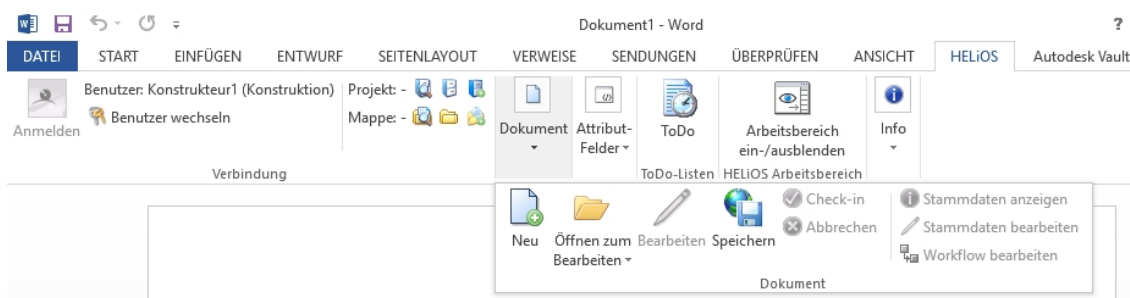 Dokument1 - Word
?
DATEI START EINFÜGEN ENTWURF SEITENLAYOUT VERWEISE SENDUNGEN ÜBERPRÜFEN ANSICHT HELiOS Autodesk Vault
Anmelden
Benutzer: Konstrukteur1 (Konstruktion)
Benutzer wechseln
Projekt: -
Mappe: -
Verbindung
Dokument
Attribut-
Felder
ToDo
ToDo-Listen
Arbeitsbereich
ein-/ausblenden
HELiOS Arbeitsbereich
Info
Neu
Öffnen zum
Bearbeiten
Bearbeiten
Speichern
Check-in
Abbrechen
Stammdaten anzeigen
Stammdaten bearbeiten
Workflow bearbeiten
Dokument